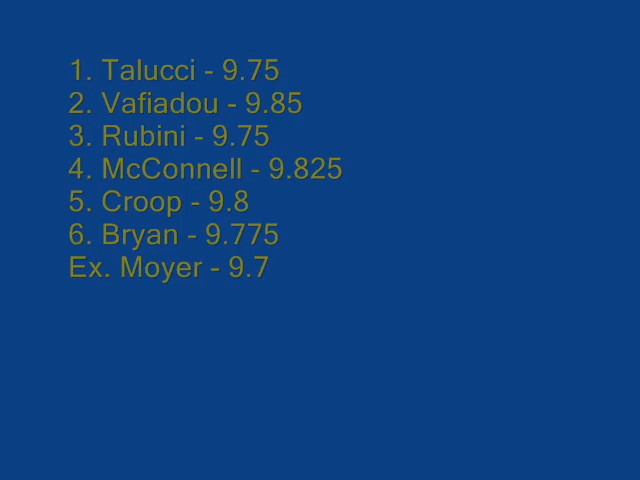 1. Talucci - 9.75
2. Vafiadou - 9.85
3. Rubini - 9.75
4. McConnell - 9.825
5. Croop - 9.8
6. Bryan - 9.775
Ex. Moyer - 9.7